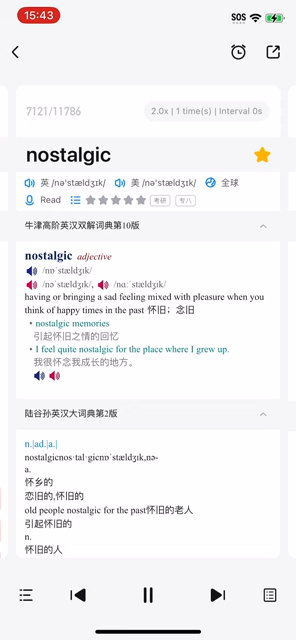 15:43
SOS
7121/11786
2.0x | 1 time(s) | Interval 0s
nostalgic
英 /nə'stældʒɪk/ 美 /nə'stældʒɪk/ 全球
Read 考研 专八
牛津高阶英汉双解词典第10版
nostalgic adjective
/nɒˈstældʒɪk/
/nəˈstældʒɪk/, /nɑːˈstældʒɪk/
having or bringing a sad feeling mixed with pleasure when you
think of happy times in the past 怀旧；念旧
• nostalgic memories
引起怀旧之情的回忆
• I feel quite nostalgic for the place where I grew up.
我很怀念我成长的地方。
陆谷孙英汉大词典第2版
n.|ad.|a.|
nostalgicnos·tal·gicnɒˈstældʒɪk,nə-
a.
怀乡的
恋旧的,怀旧的
old people nostalgic for the past怀旧的老人
引起怀旧的
n.
怀旧的人